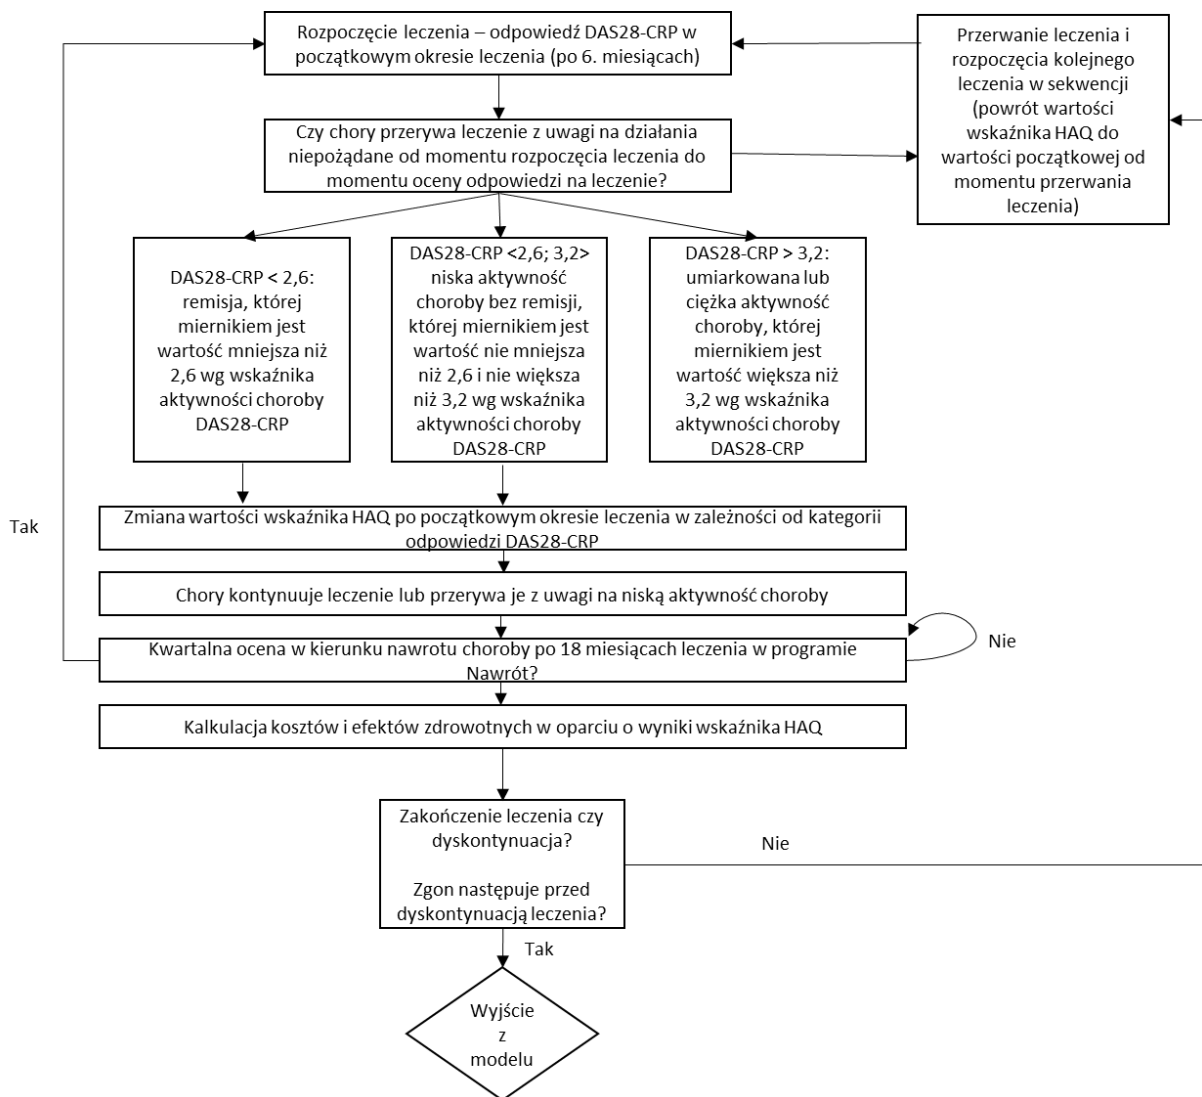 Rozpoczęcie leczenia – odpowiedź DAS28-CRP w
początkowym okresie leczenia (po 6. miesiącach)
Przerwanie leczenia i
rozpoczęcia kolejnego
leczenia w sekwencji
(powrót wartości
wskaźnika HAQ do
wartości początkowej od
momentu przerwania
leczenia)
Czy chory przerywa leczenie z uwagi na działania
niepożądane od momentu rozpoczęcia leczenia do
momentu oceny odpowiedzi na leczenie?
DAS28-CRP < 2,6:
remisja, której
miernikiem jest
wartość mniejsza niż
2,6 wg wskaźnika
aktywności choroby
DAS28-CRP
DAS28-CRP <2,6; 3,2>
niska aktywność
choroby bez remisji,
której miernikiem jest
wartość nie mniejsza
niż 2,6 i nie większa
niż 3,2 wg wskaźnika
aktywności choroby
DAS28-CRP
DAS28-CRP > 3,2:
umiarkowana lub
ciężka aktywność
choroby, której
miernikiem jest
wartość większa niż
3,2 wg wskaźnika
aktywności choroby
DAS28-CRP
Tak
Zmiana wartości wskaźnika HAQ po początkowym okresie leczenia w zależności od kategorii
odpowiedzi DAS28-CRP
Chory kontynuuje leczenie lub przerywa je z uwagi na niską aktywność choroby
Kwartalna ocena w kierunku nawrotu choroby po 18 miesiącach leczenia w programie
Nawrót?
Nie
Kalkulacja kosztów i efektów zdrowotnych w oparciu o wyniki wskaźnika HAQ
Zakończenie leczenia czy
dyskontynuacja?
Zgon następuje przed
dyskontynuacją leczenia?
Nie
Tak
Wyjście
z
modelu